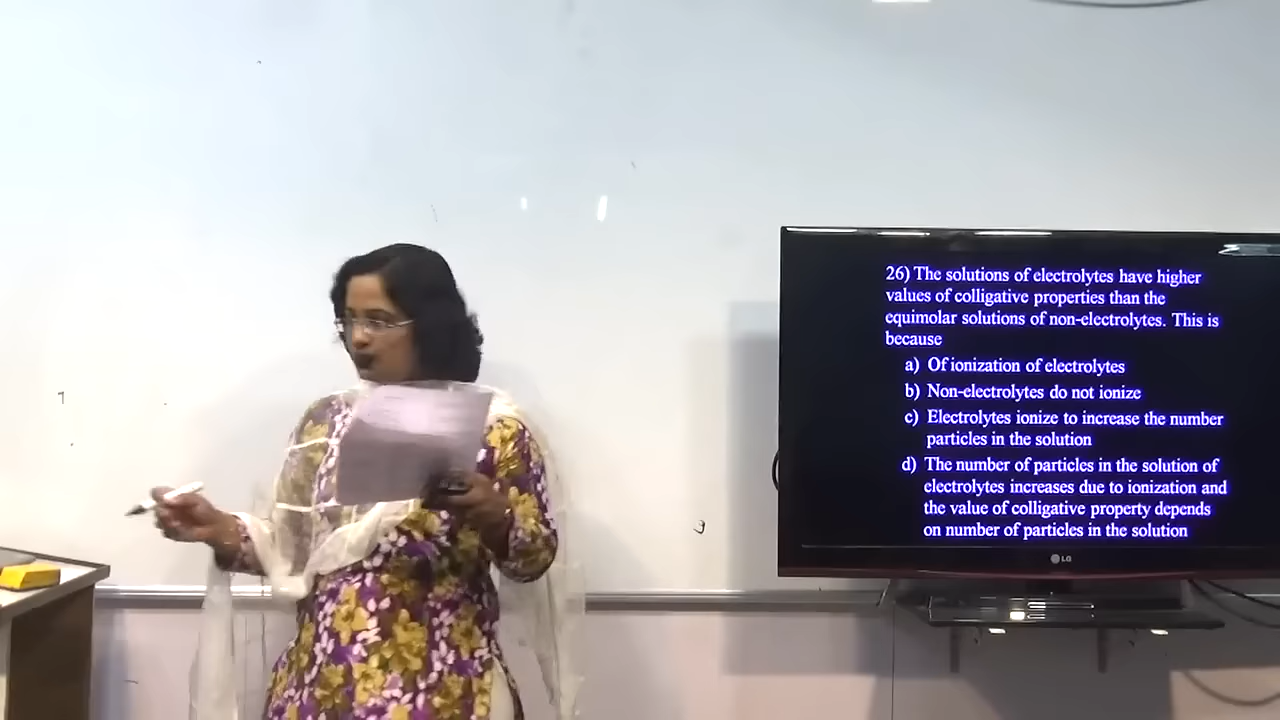 26) The solutions of electrolytes have higher
values of colligative properties than the
equimolar solutions of non-electrolytes. This is
because
a) Of ionization of electrolytes
b) Non-electrolytes do not ionize
c) Electrolytes ionize to increase the number
particles in the solution
d) The number of particles in the solution of
electrolytes increases due to ionization and
the value of colligative property depends
on number of particles in the solution
LG